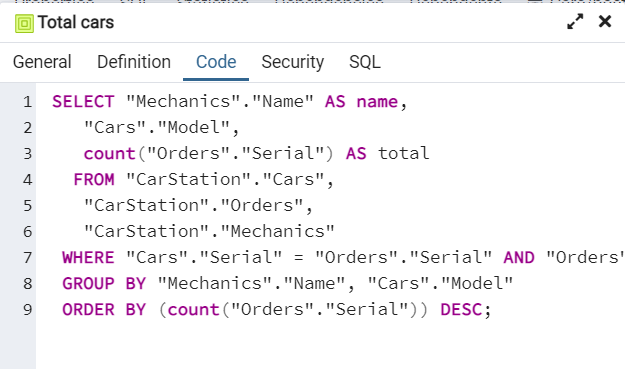 Total cars
General Definition Code Security SQL
1 SELECT "Mechanics"."Name" AS name,
2 "Cars"."Model",
3 count("Orders"."Serial") AS total
4 FROM "CarStation"."Cars",
5 "CarStation"."Orders",
6 "CarStation"."Mechanics"
7 WHERE "Cars"."Serial" = "Orders"."Serial" AND "Orders"
8 GROUP BY "Mechanics"."Name", "Cars"."Model"
9 ORDER BY (count("Orders"."Serial")) DESC;